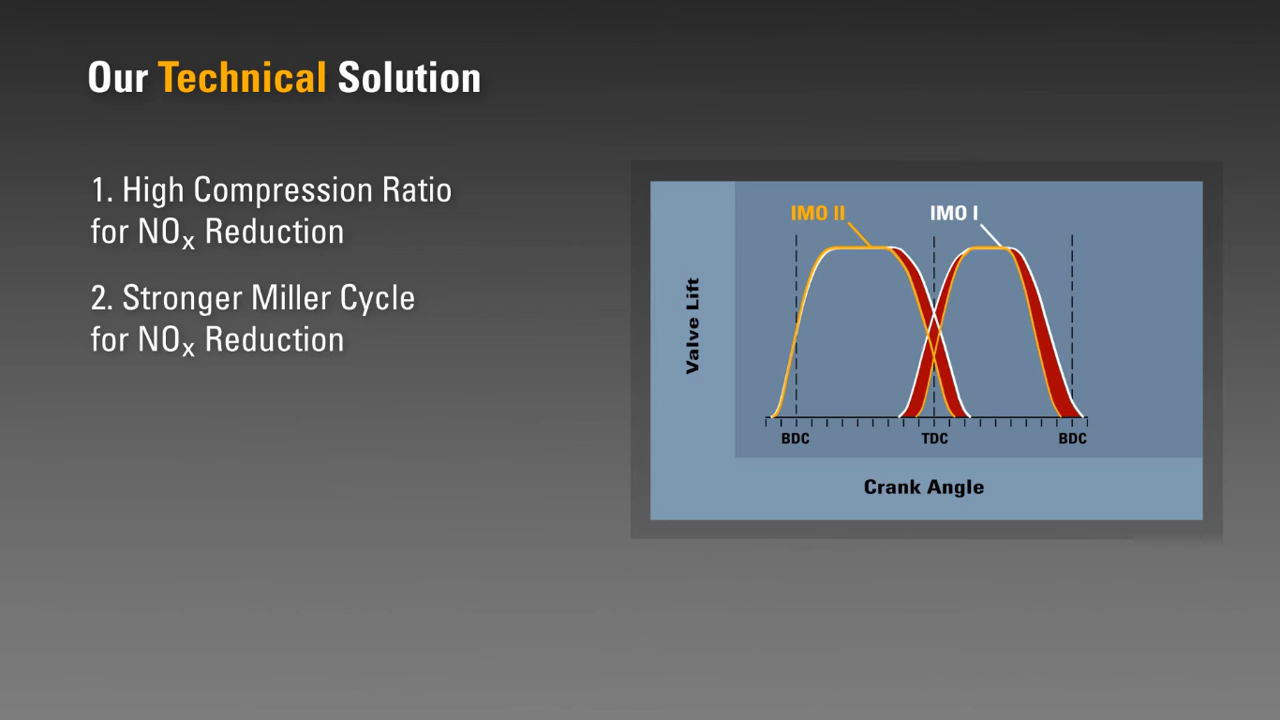 Our Technical Solution
1. High Compression Ratio
for NOx Reduction
2. Stronger Miller Cycle
for NOx Reduction
IMO II
IMO I
Valve Lift
BDC
TDC
BDC
Crank Angle